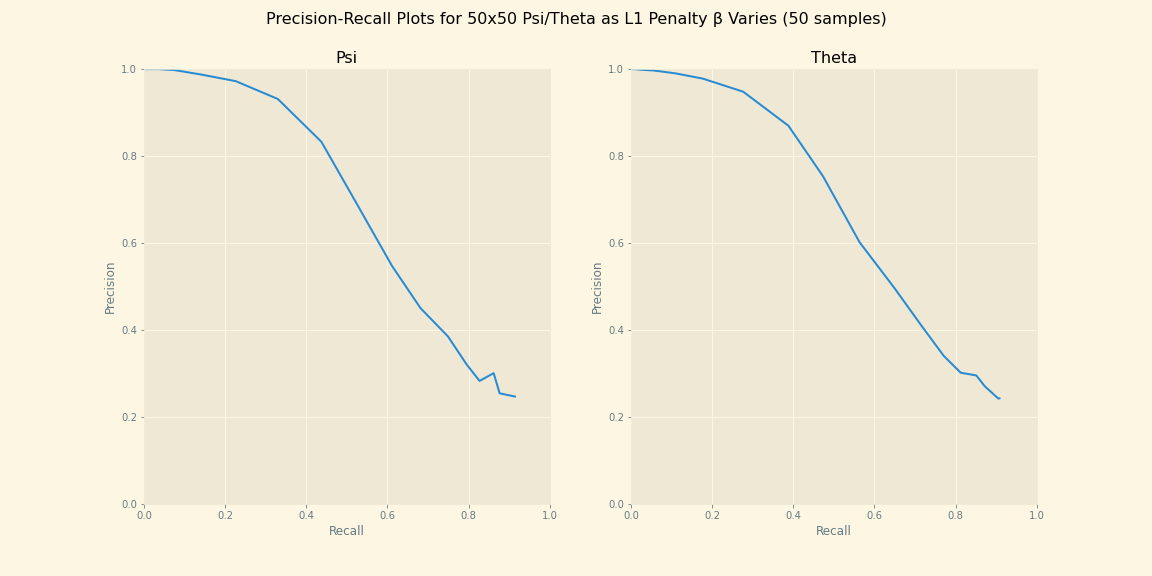 Precision-Recall Plots for 50x50 Psi/Theta as L1 Penalty β Varies (50 samples)
Psi
1.0
0.8
0.6
0.4
0.2
0.0
Precision
0.0 0.2 0.4 0.6 0.8 1.0
Recall
Theta
1.0
0.8
0.6
0.4
0.2
0.0
Precision
0.0 0.2 0.4 0.6 0.8 1.0
Recall